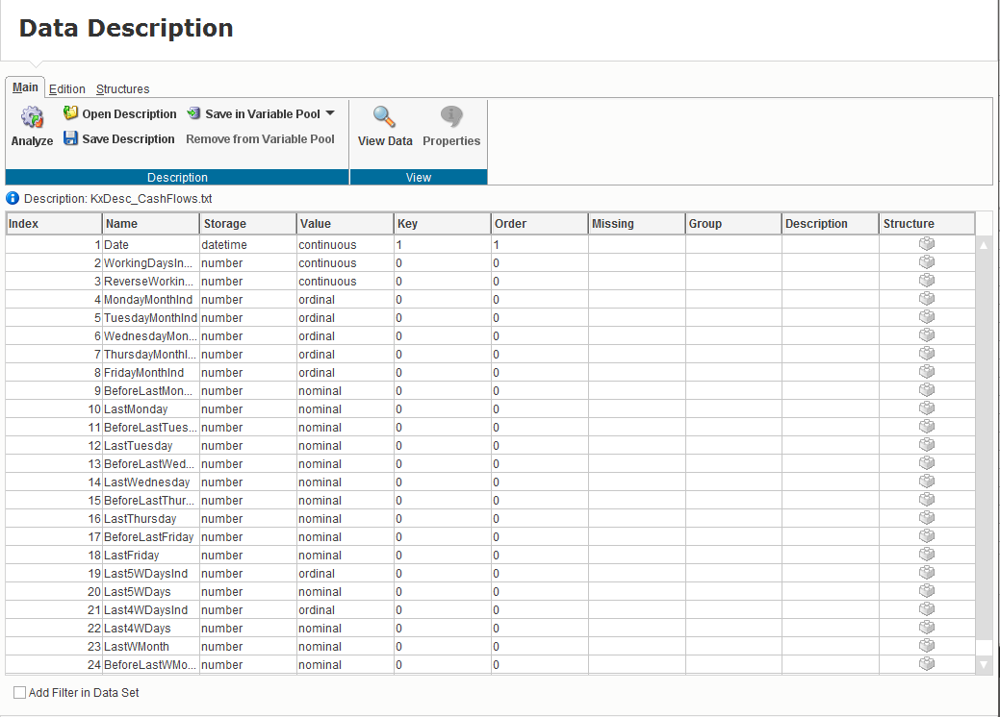 Data Description
Main Edition Structures
Analyze Open Description Save in Variable Pool View Data Properties
Save Description Remove from Variable Pool
Description View
Description: KxDesc_CashFlows.txt
Index Name Storage Value Key Order Missing Group Description Structure
1 Date datetime continuous 1 1
2 WorkingDaysIn... number continuous 0 0
3 ReverseWorkin... number continuous 0 0
4 MondayMonthInd number ordinal 0 0
5 TuesdayMonthInd number ordinal 0 0
6 WednesdayMon... number ordinal 0 0
7 ThursdayMonthI... number ordinal 0 0
8 FridayMonthInd number ordinal 0 0
9 BeforeLastMon... number nominal 0 0
10 LastMonday number nominal 0 0
11 BeforeLastTues... number nominal 0 0
12 LastTuesday number nominal 0 0
13 BeforeLastWed... number nominal 0 0
14 LastWednesday number nominal 0 0
15 BeforeLastThur... number nominal 0 0
16 LastThursday number nominal 0 0
17 BeforeLastFriday number nominal 0 0
18 LastFriday number nominal 0 0
19 Last5WDaysInd number ordinal 0 0
20 Last5WDays number nominal 0 0
21 Last4WDaysInd number ordinal 0 0
22 Last4WDays number nominal 0 0
23 LastWMonth number nominal 0 0
24 BeforeLastWMo... number nominal 0 0
Add Filter in Data Set